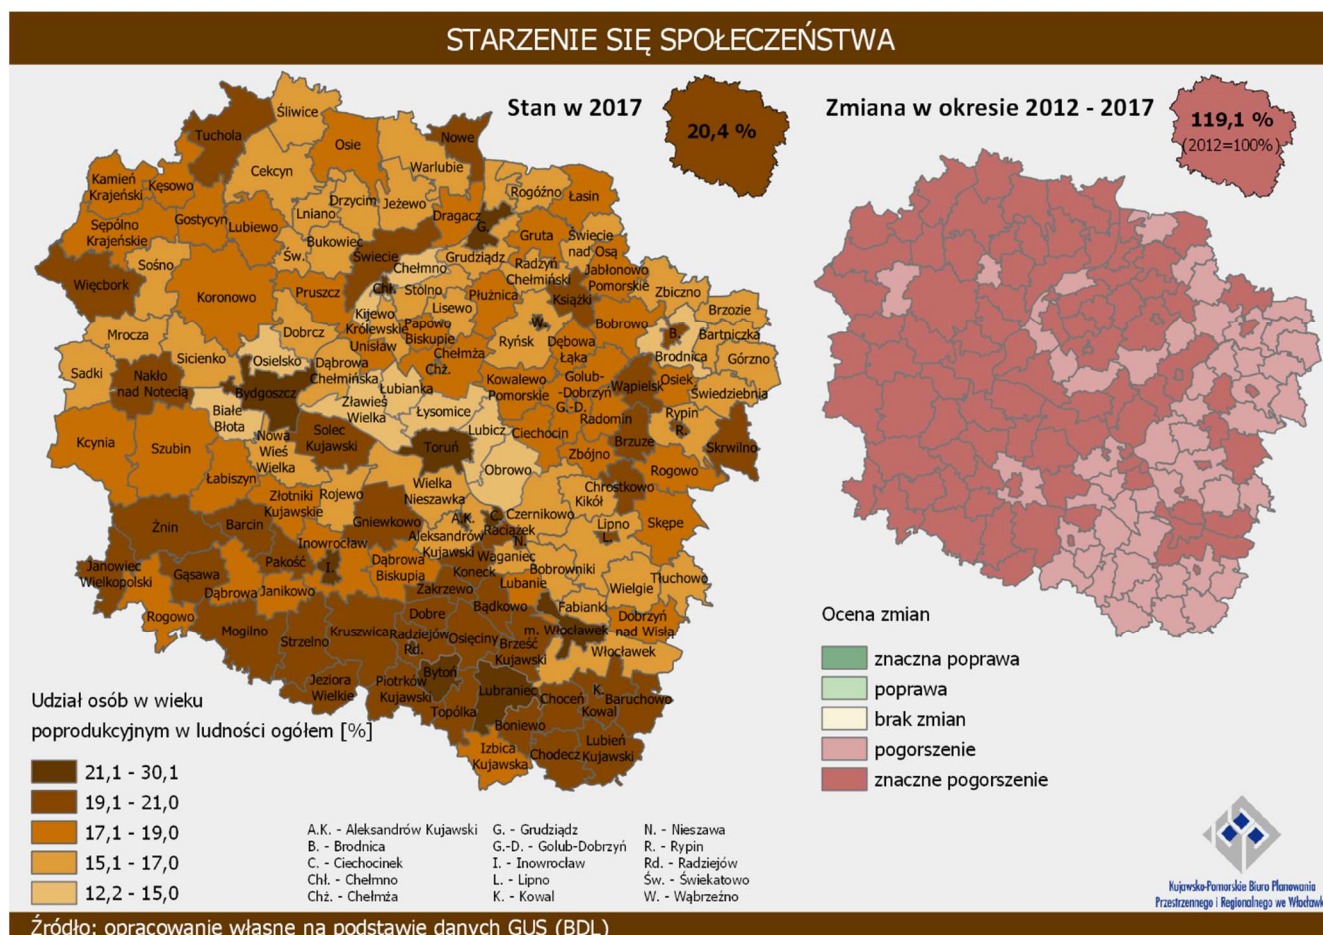 STARZENIE SIĘ SPOŁECZEŃSTWA
Stan w 2017
20,4 %
Zmiana w okresie 2012 - 2017
119,1 %
(2012=100%)
Śliwice
Tuchola
Osie
Nowe
Cekcyn
Warlubie
Kamień
Krajeński
Kęsowo
Rogóźno
Łasin
Drzycim
Jeżewo
Lniano
Dragacz
G.
Sępólno
Krajeńskie
Gostycyn
Lubiewo
Bukowiec
Gruta
Świecie
nad Osą
Św.
Świecie
Grudziądz
Sośno
Chełmno
Radzyń
Chełmiński
Jabłonowo
Pomorskie
Więcbork
Koronowo
Pruszcz
Chł.
Stolno
Płużnica
Książki
Zbiczno
Kijewo
Królewskie
Lisewo
Brzozie
Mrocza
Dobrcz
Papowo
Biskupie
W.
Bobrowo
B.
Bartniczka
Unisław
Ryńsk
Dębowa
Łąka
Brodnica
Górzno
Sicienko
Osielsko
Dąbrowa
Chełmińska
Chełmża
Chż.
Sadki
Nakło
nad Notecią
Bydgoszcz
Łubianka
Kowalewo
Pomorskie
Golub-
-Dobrzyń
G.-D.
Wąpielsk
Osiek
Świedziebnia
Białe
Błota
Zławieś
Wielka
Łysomice
Radomin
Rypin
R.
Solec
Kujawski
Lubicz
Ciechocin
Kcynia
Szubin
Nowa
Wieś
Wielka
Toruń
Zbójno
Brzuze
Skrwilno
Obrowo
Rogowo
Łabiszyn
Wielka
Nieszawka
Chrostkowo
Złotniki
Kujawskie
Rojewo
Kikół
Gniewkowo
Czernikowo
Skępe
Żnin
Barcin
A.K.
C.
Raciążek
Lipno
L.
Inowrocław
Aleksandrów
Kujawski
N.
Janowiec
Wielkopolski
Pakość
I.
Dąbrowa
Biskupia
Waganiec
Gąsawa
Koneck
Bobrowniki
Dąbrowa
Janikowo
Zakrzewo
Lubanie
Wielgie
Tłuchowo
Rogowo
Bądkowo
Fabianki
Dobre
Dobrzyń
nad Wisłą
Mogilno
Strzelno
Kruszwica
Radziejów
Rd.
Osięciny
m. Włocławek
Brześć
Kujawski
Włocławek
Jeziora
Wielkie
Piotrków
Kujawski
Bytoń
Lubraniec
Choceń
K.
Kowal
Baruchowo
Topólka
Boniewo
Izbica
Kujawska
Chodecz
Lubień
Kujawski
Udział osób w wieku
poprodukcyjnym w ludności ogółem [%]
21,1 - 30,1
19,1 - 21,0
17,1 - 19,0
15,1 - 17,0
12,2 - 15,0
A.K. - Aleksandrów Kujawski
B. - Brodnica
C. - Ciechocinek
Chł. - Chełmno
Chż. - Chełmża
G. - Grudziądz
G.-D. - Golub-Dobrzyń
I. - Inowrocław
L. - Lipno
K. - Kowal
N. - Nieszawa
R. - Rypin
Rd. - Radziejów
Św. - Świekatowo
W. - Wąbrzeźno
Ocena zmian
znaczna poprawa
poprawa
brak zmian
pogorszenie
znaczne pogorszenie
Kujawsko-Pomorskie Biuro Planowania
Przestrzennego i Regionalnego we Włocławku
Źródło: opracowanie własne na podstawie danych GUS (BDL)